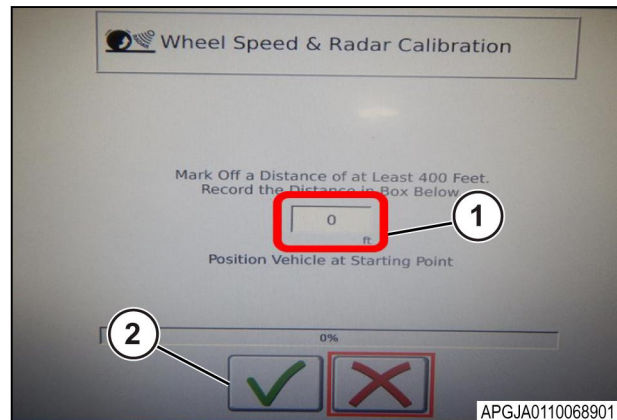 Wheel Speed & Radar Calibration
Mark Off a Distance of at Least 400 Feet.
Record the Distance in Box Below
0
ft
1
Position Vehicle at Starting Point
2
0%
APGJA0110068901